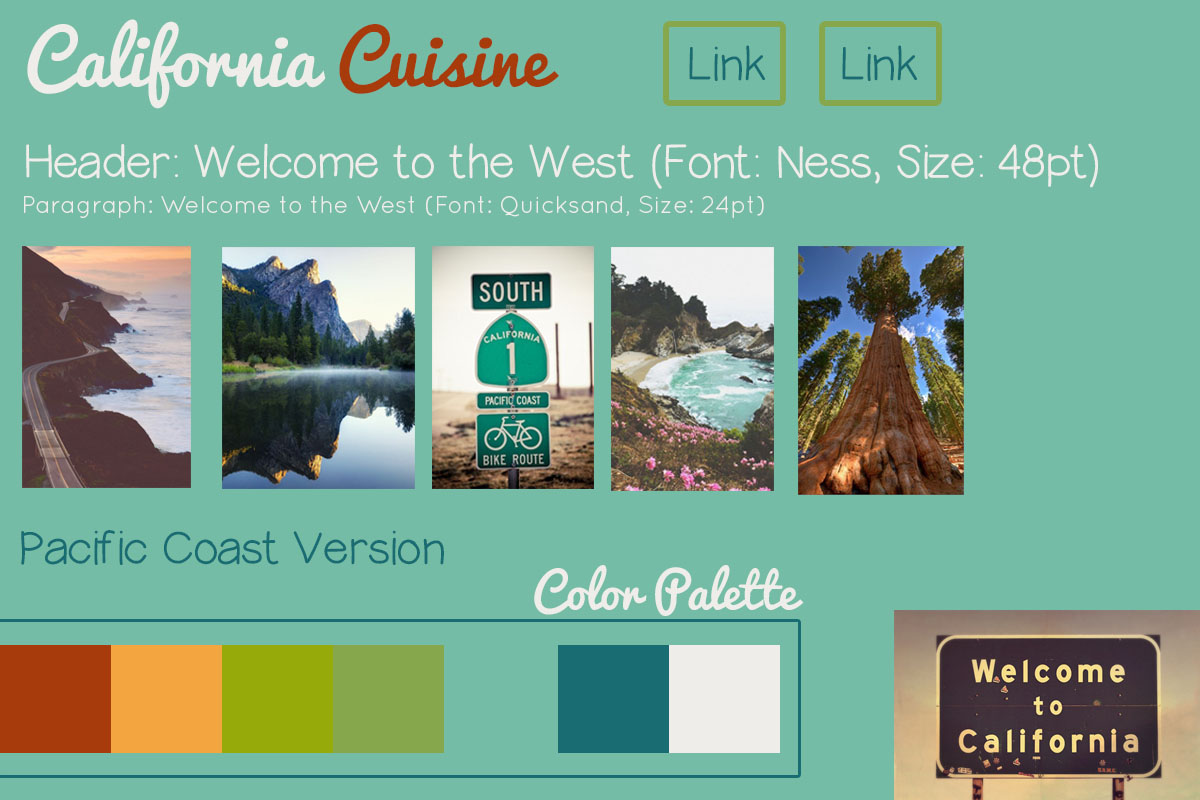 California Cuisine
Link
Link
Header: Welcome to the West (Font: Ness, Size: 48pt)
Paragraph: Welcome to the West (Font: Quicksand, Size: 24pt)
SOUTH
CALIFORNIA
1
PACIFIC COAST
BIKE ROUTE
Pacific Coast Version
Color Palette
Welcome
to
California